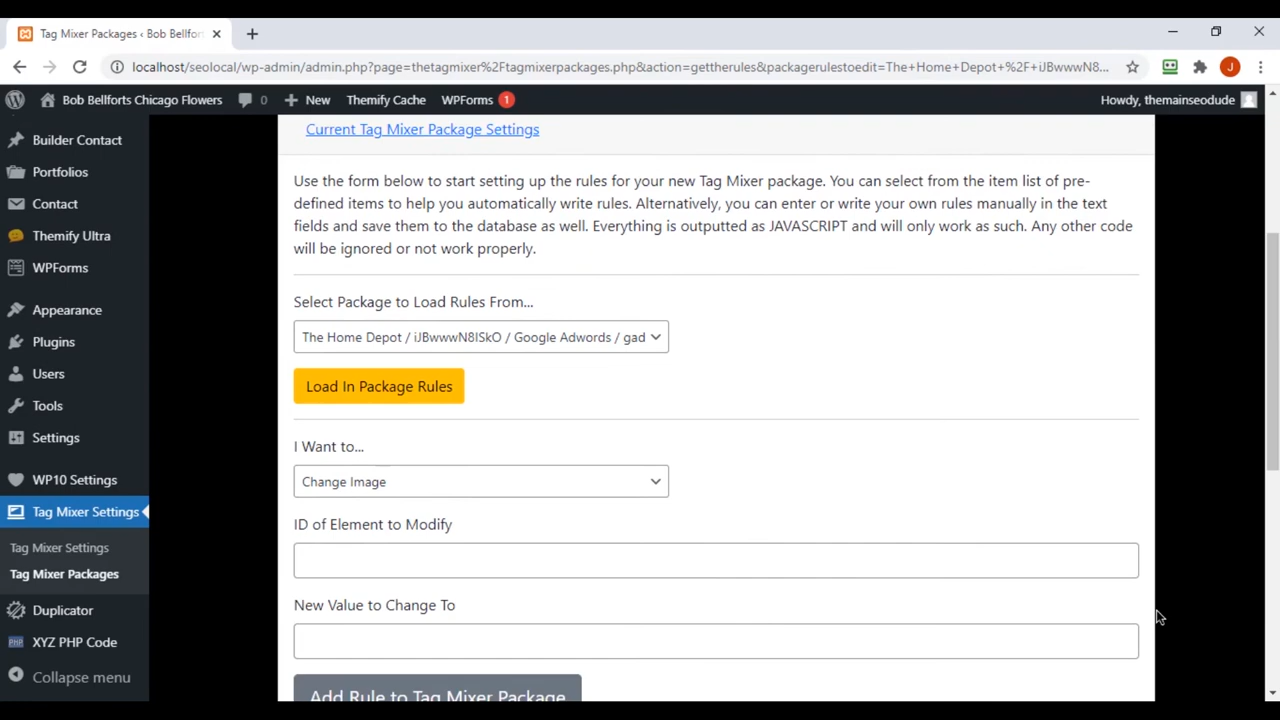 Tag Mixer Packages ‹ Bob Bellfor
localhost/seolocal/wp-admin/admin.php?page=thetagmixer%2Ftagmixerpackages.php&action=gettherules&packagerulestoedit=The+Home+Depot+%2F+iJBwwwN8...
J
Bob Bellforts Chicago Flowers
0
New
Themify Cache
WPForms 1
Howdy, themainseodude
Builder Contact
Portfolios
Contact
Themify Ultra
WPForms
Appearance
Plugins
Users
Tools
Settings
WP10 Settings
Tag Mixer Settings
Tag Mixer Settings
Tag Mixer Packages
Duplicator
PHP XYZ PHP Code
Collapse menu
Current Tag Mixer Package Settings
Use the form below to start setting up the rules for your new Tag Mixer package. You can select from the item list of pre-
defined items to help you automatically write rules. Alternatively, you can enter or write your own rules manually in the text
fields and save them to the database as well. Everything is outputted as JAVASCRIPT and will only work as such. Any other code
will be ignored or not work properly.
Select Package to Load Rules From...
The Home Depot / iJBwwwN8ISkO / Google Adwords / gad
Load In Package Rules
I Want to...
Change Image
ID of Element to Modify
New Value to Change To
Add Rule to Tag Mixer Package